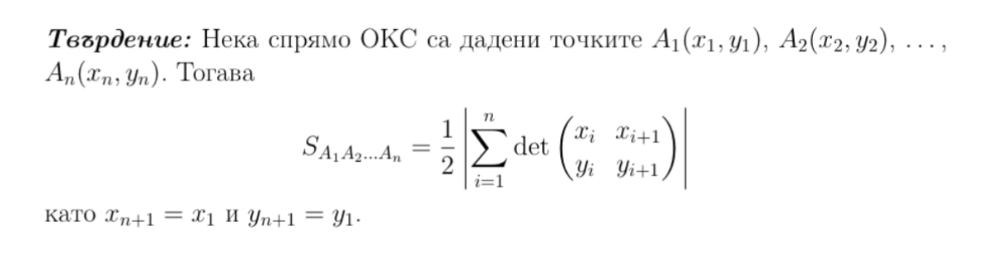 Твърдение: Нека спрямо ОКС са дадени точките $A_1(x_1, y_1)$, $A_2(x_2, y_2)$, …,
$A_n(x_n, y_n)$. Тогава
$$S_{A_1A_2\ldots A_n} = \frac{1}{2}\left|\sum_{i=1}^{n} \det\begin{pmatrix} x_i & x_{i+1} \\ y_i & y_{i+1} \end{pmatrix}\right|$$
като $x_{n+1} = x_1$ и $y_{n+1} = y_1$.